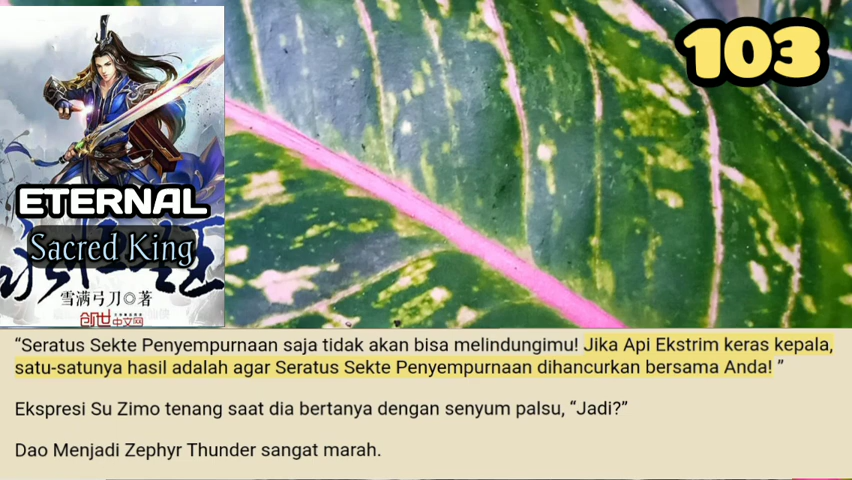 103
ETERNAL
Sacred King
雪满弓刀◎著
创世中文网
“Seratus Sekte Penyempurnaan saja tidak akan bisa melindungimu! Jika Api Ekstrim keras kepala,
satu-satunya hasil adalah agar Seratus Sekte Penyempurnaan dihancurkan bersama Anda! ”
Ekspresi Su Zimo tenang saat dia bertanya dengan senyum palsu, “Jadi?”
Dao Menjadi Zephyr Thunder sangat marah.